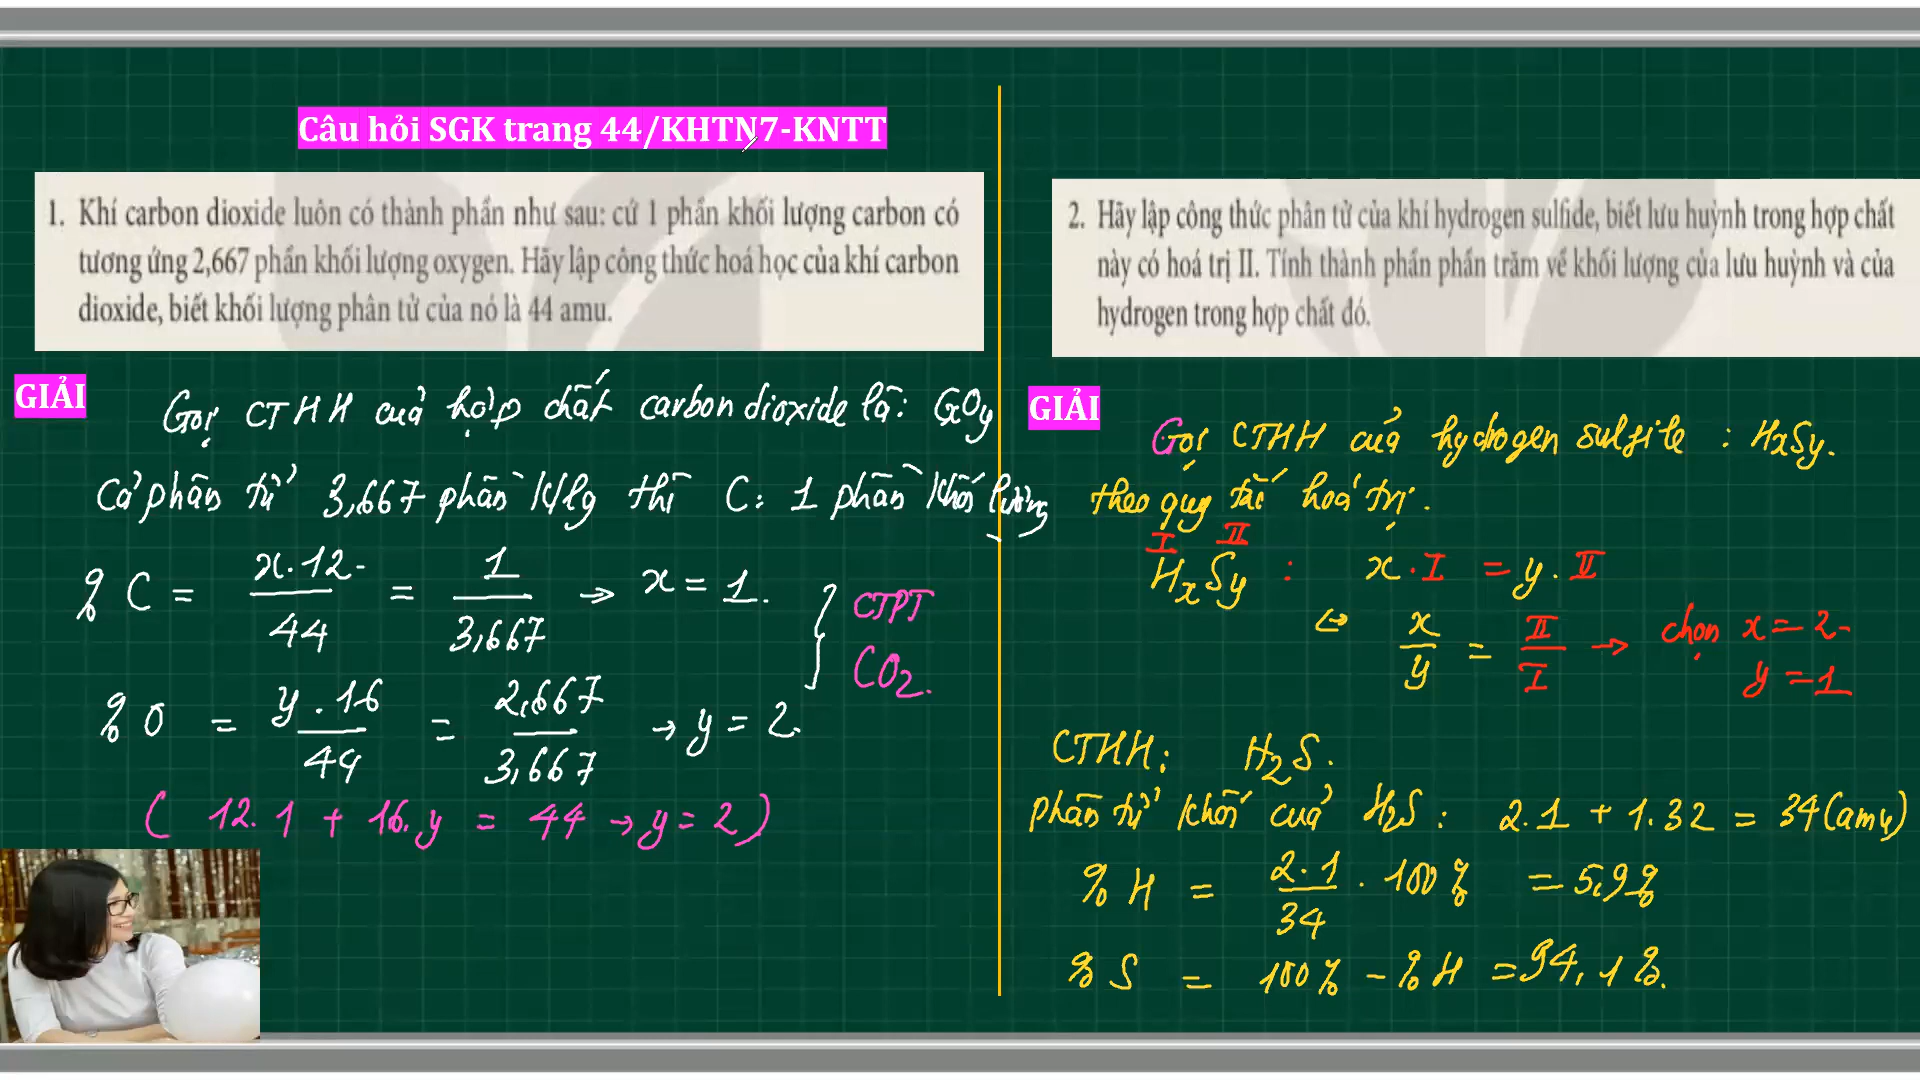 Câu hỏi SGK trang 44/KHTN7-KNTT
1. Khí carbon dioxide luôn có thành phần như sau: cứ 1 phần khối lượng carbon có
tương ứng 2,667 phần khối lượng oxygen. Hãy lập công thức hoá học của khí carbon
dioxide, biết khối lượng phân tử của nó là 44 amu.
GIẢI
Gọi CTHH của hợp chất carbon dioxide là: CxOy
Cả phân tử 3,667 phần k/lg thì C: 1 phần khối lượng
% C = x.12 / 44 = 1 / 3,667 → x = 1.
% O = y.16 / 44 = 2,667 / 3,667 → y = 2.
} CTPT
CO2.
( 12.1 + 16.y = 44 → y = 2 )
2. Hãy lập công thức phân tử của khí hydrogen sulfide, biết lưu huỳnh trong hợp chất
này có hoá trị II. Tính thành phần phần trăm về khối lượng của lưu huỳnh và của
hydrogen trong hợp chất đó.
GIẢI
Gọi CTHH của hydrogen sulfile : HxSy.
theo quy tắc hoá trị.
I II
HxSy : x.I = y.II
↔ x / y = II / I → chọn x = 2
y = 1
CTHH: H2S.
phân tử khối của H2S : 2.1 + 1.32 = 34 (amu)
% H = 2.1 / 34 . 100% = 5,9%
% S = 100% - % H = 94,1%.